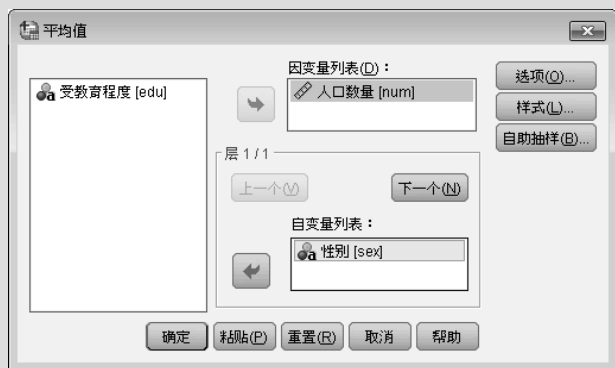 平均值
受教育程度 [edu]
因变量列表(D)：
人口数量 [num]
选项(O)...
样式(L)...
自助抽样(B)...
层 1 / 1
上一个(V)
下一个(N)
自变量列表：
性别 [sex]
确定
粘贴(P)
重置(R)
取消
帮助